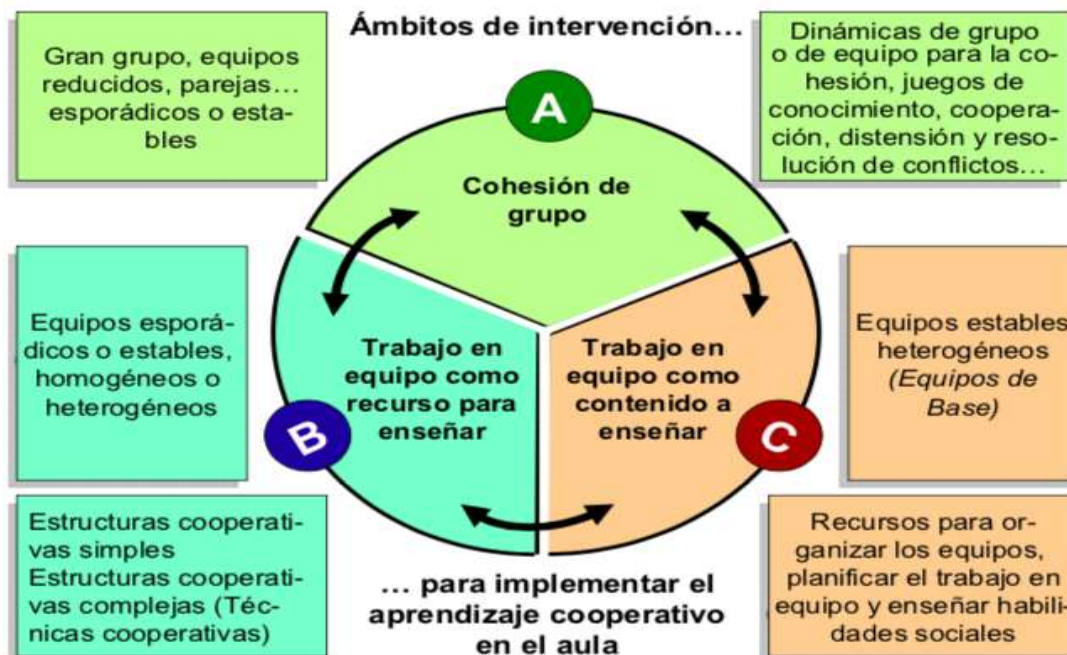 Ámbitos de intervención...
Gran grupo, equipos
reducidos, parejas...
esporádicos o esta-
bles
Dinámicas de grupo
o de equipo para la co-
hesión, juegos de
conocimiento, coopera-
ción, distensión y reso-
lución de conflictos...
A
Cohesión de
grupo
Equipos esporá-
dicos o estables,
homogéneos o
heterogéneos
Trabajo en
equipo como
recurso para
enseñar
B
Trabajo en
equipo como
contenido a
enseñar
C
Equipos estables,
heterogéneos
(Equipos de
Base)
Estructuras cooperati-
vas simples
Estructuras cooperati-
vas complejas (Téc-
nicas cooperativas)
... para implementar el
aprendizaje cooperativo
en el aula
Recursos para or-
ganizar los equipos,
planificar el trabajo en
equipo y enseñar habili-
dades sociales